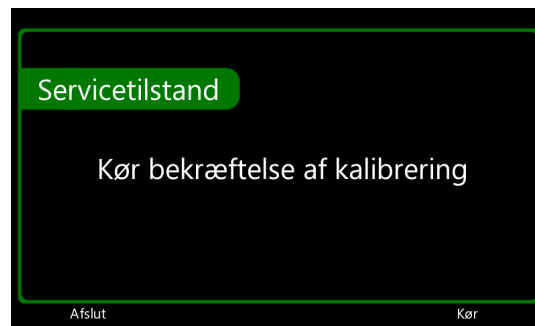 Servicetilstand
Kør bekræftelse af kalibrering
Afslut
Kør